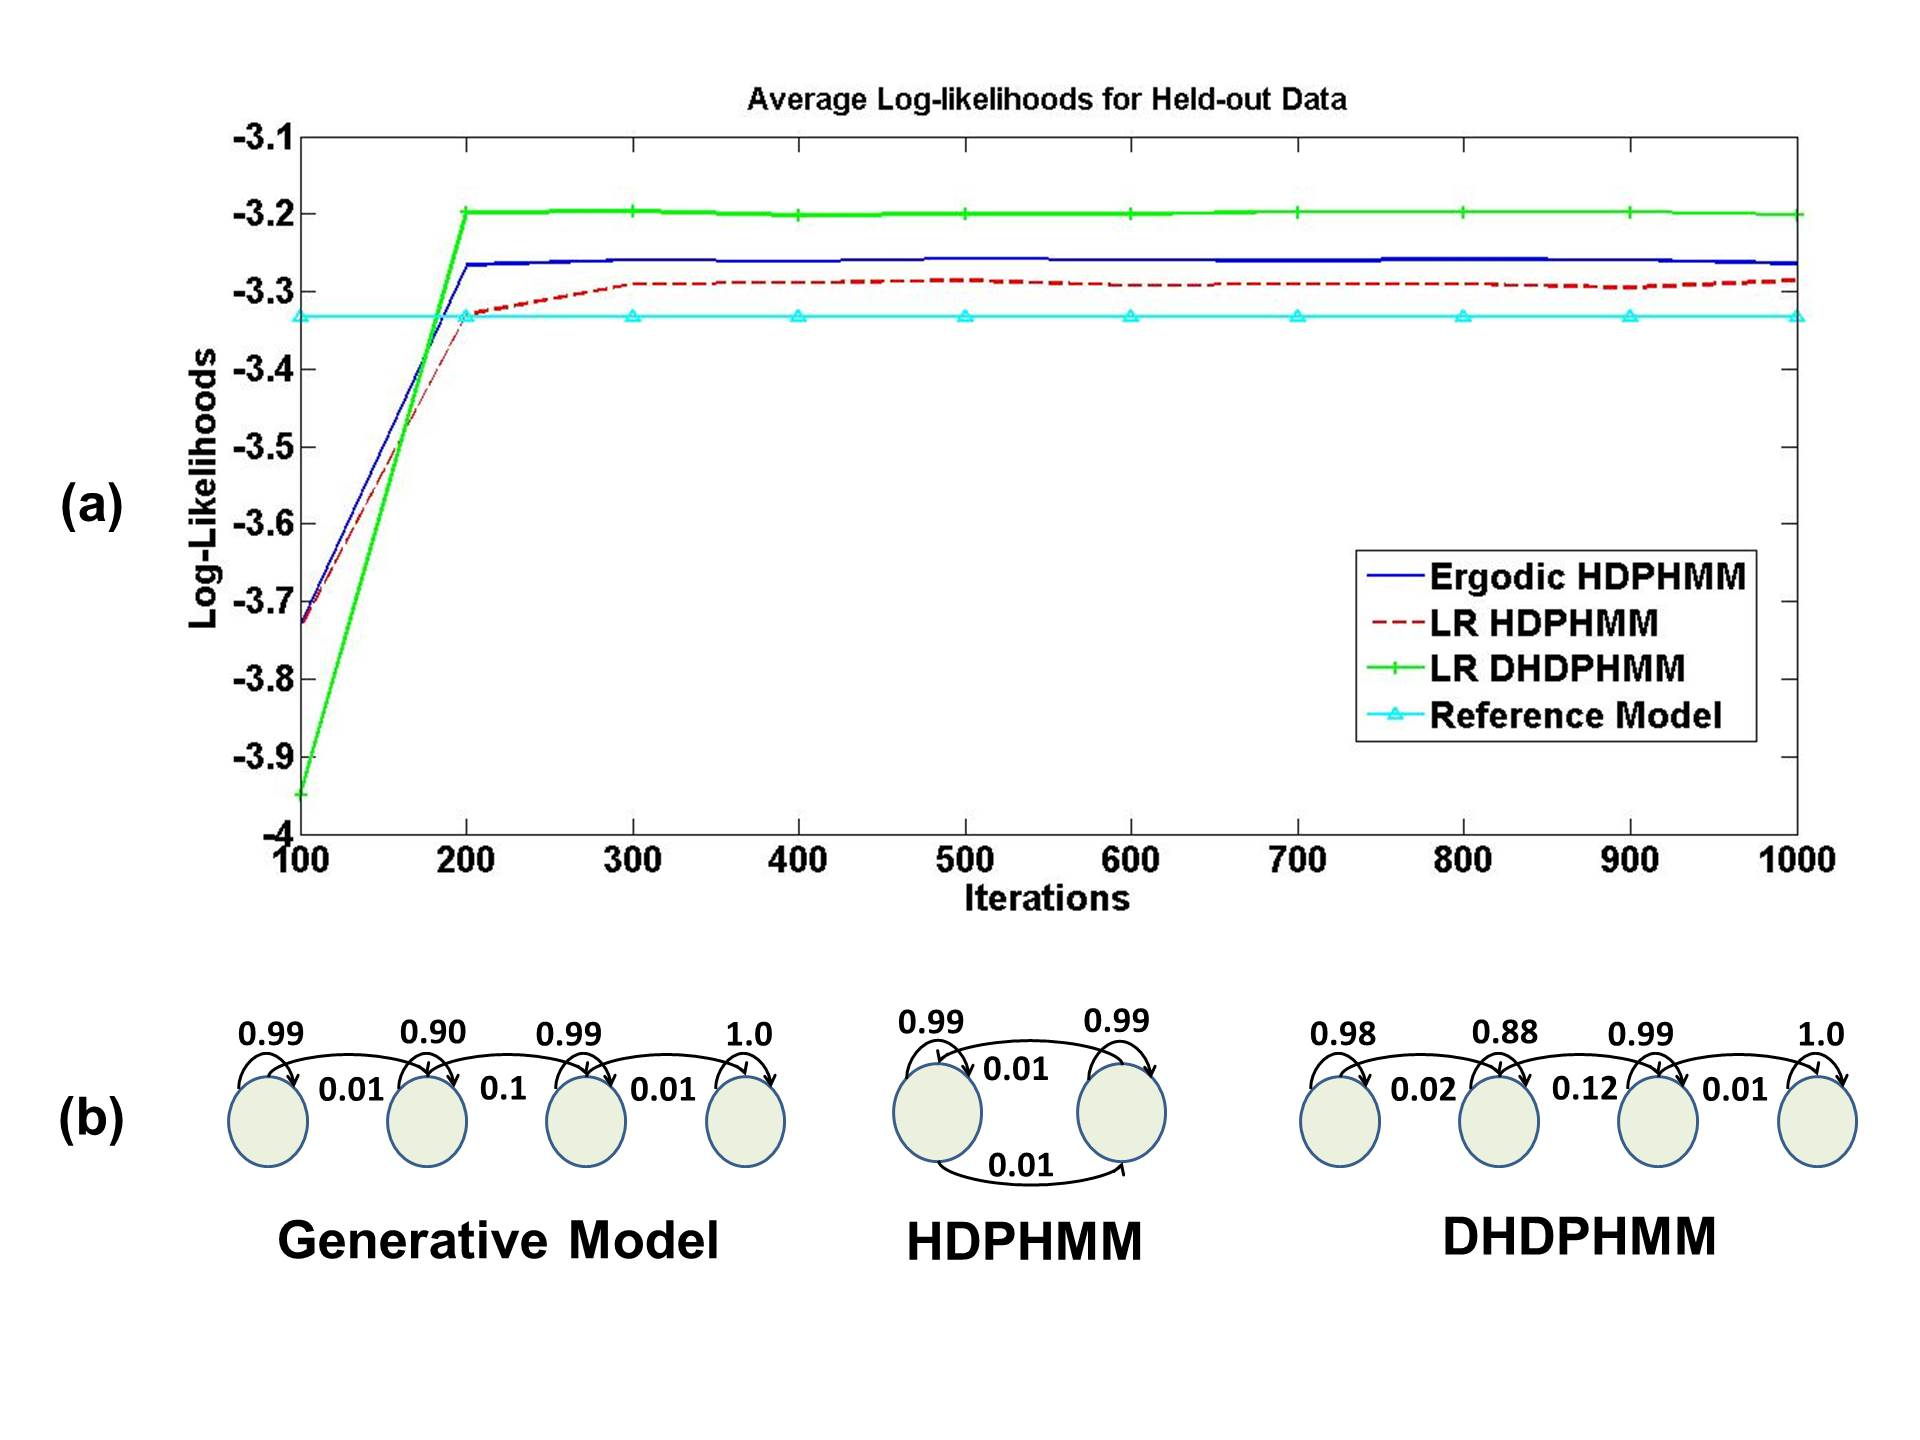 Average Log-likelihoods for Held-out Data
-3.1
-3.2
-3.3
-3.4
-3.5
-3.6
-3.7
-3.8
-3.9
-4
Log-Likelihoods
(a)
Ergodic HDPHMM
LR HDPHMM
LR DHDPHMM
Reference Model
100 200 300 400 500 600 700 800 900 1000
Iterations
(b)
0.99 0.90 0.99 1.0
0.01 0.1 0.01
Generative Model
0.99 0.99
0.01
0.01
HDPHMM
0.98 0.88 0.99 1.0
0.02 0.12 0.01
DHDPHMM